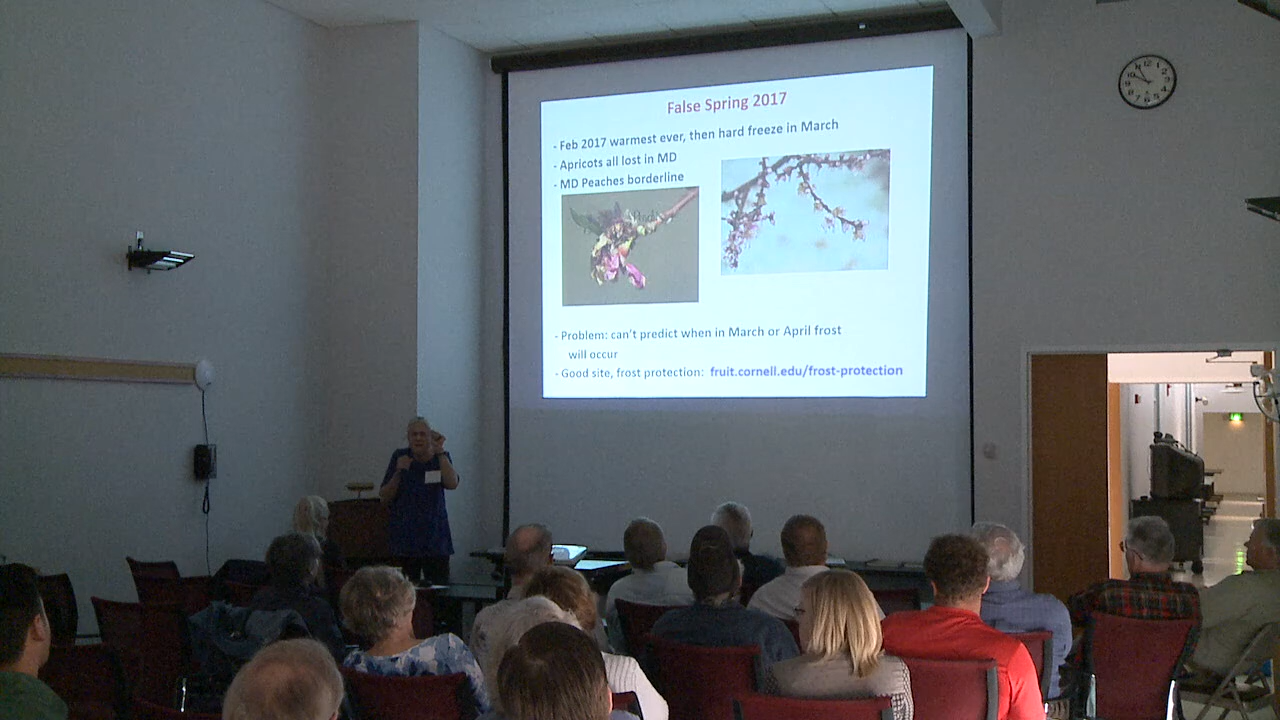 False Spring 2017
- Feb 2017 warmest ever, then hard freeze in March
- Apricots all lost in MD
- MD Peaches borderline
- Problem: can't predict when in March or April frost
will occur
- Good site, frost protection: fruit.cornell.edu/frost-protection